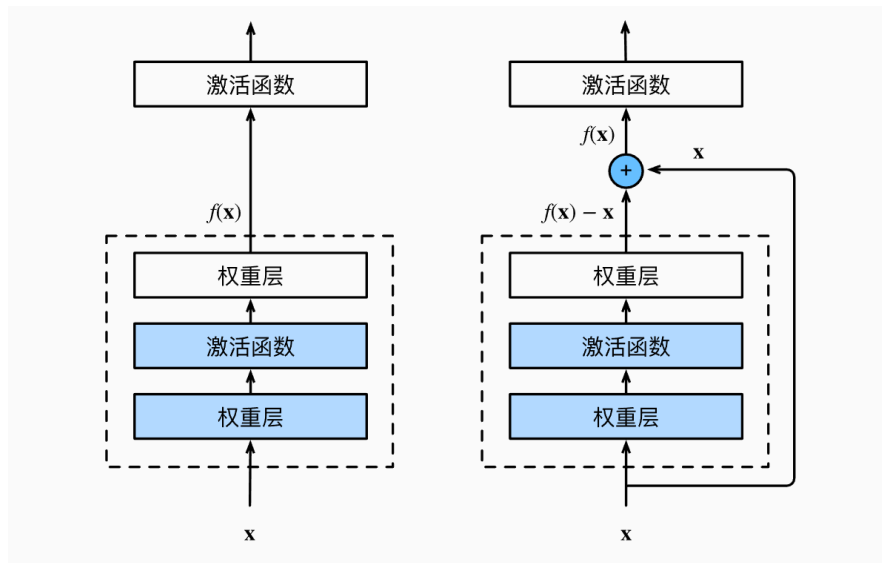 激活函数
f(x)
权重层
激活函数
权重层
x
激活函数
f(x)
x
+
f(x) − x
权重层
激活函数
权重层
x